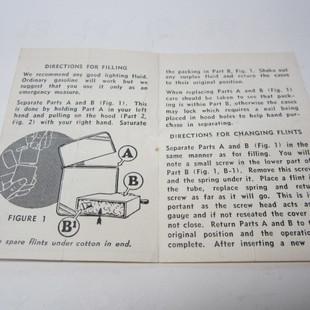 DIRECTIONS FOR FILLING
We recommend any good lighting fluid.
Ordinary gasoline will work but we
suggest that you use it only as an
emergency measure.
Separate Parts A and B (Fig. 1). This
is done by holding Part A in your left
hand and pulling on the hood (Part 2,
Fig. 2) with your right hand. Saturate
A
B
B¹
FIGURE 1
spare flints under cotton in end.
the packing in Part B, Fig. 1. Shake out
any surplus fluid and return the cases
to their original position.
When replacing Parts A and B (Fig. 1)
care should be taken to see that pack-
ing is within Part B, otherwise the cases
may lock which requires a nail being
placed in hood holes to help hand pur-
chase in separating.
DIRECTIONS FOR CHANGING FLINTS
Separate Parts A and B (Fig. 1) in the
same manner as for filling. You will
note a small screw in the lower part of
Part B (Fig. 1, B-1). Remove this screw
and the spring under it. Place a flint i
the tube, replace spring and retur
screw as far as it will go. This is i
portant as the screw head acts a
gauge and if not reseated the cover
not close. Return Parts A and B to t
original position and the operation
complete. After inserting a new